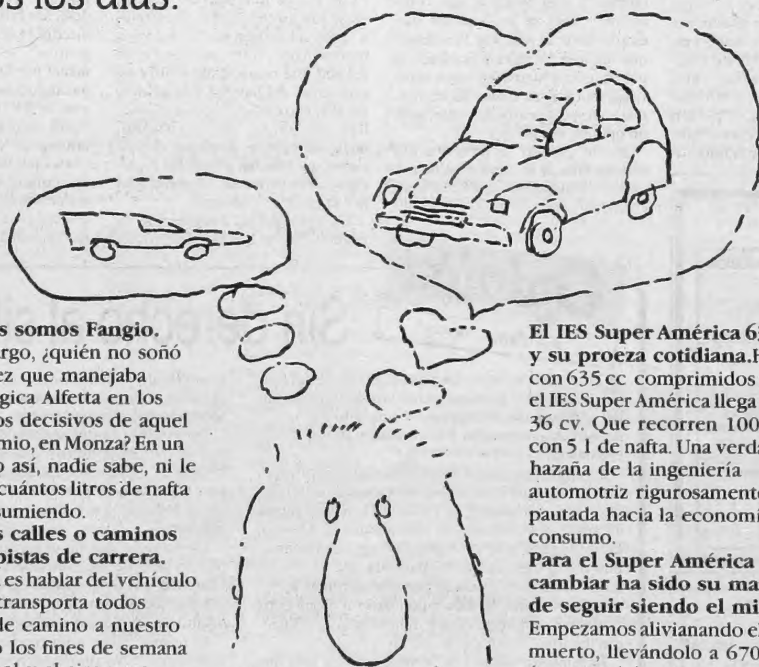 os los días.
s somos Fangio.
argo, ¿quién no soñó
ez que manejaba
gica Alfetta en los
os decisivos de aquel
mio, en Monza? En un
o así, nadie sabe, ni le
cuántos litros de nafta
sumiendo.
s calles o caminos
pistas de carrera.
es hablar del vehículo
transporta todos
de camino a nuestro
o los fines de semana
El IES Super América 63
y su proeza cotidiana.
con 635 cc comprimidos
el IES Super América llega
36 cv. Que recorren 100
con 5 l de nafta. Una verda
hazaña de la ingeniería
automotriz rigurosamente
pautada hacia la economí
consumo.
Para el Super América
cambiar ha sido su ma
de seguir siendo el mi
Empezamos alivianando e
muerto, llevándolo a 670